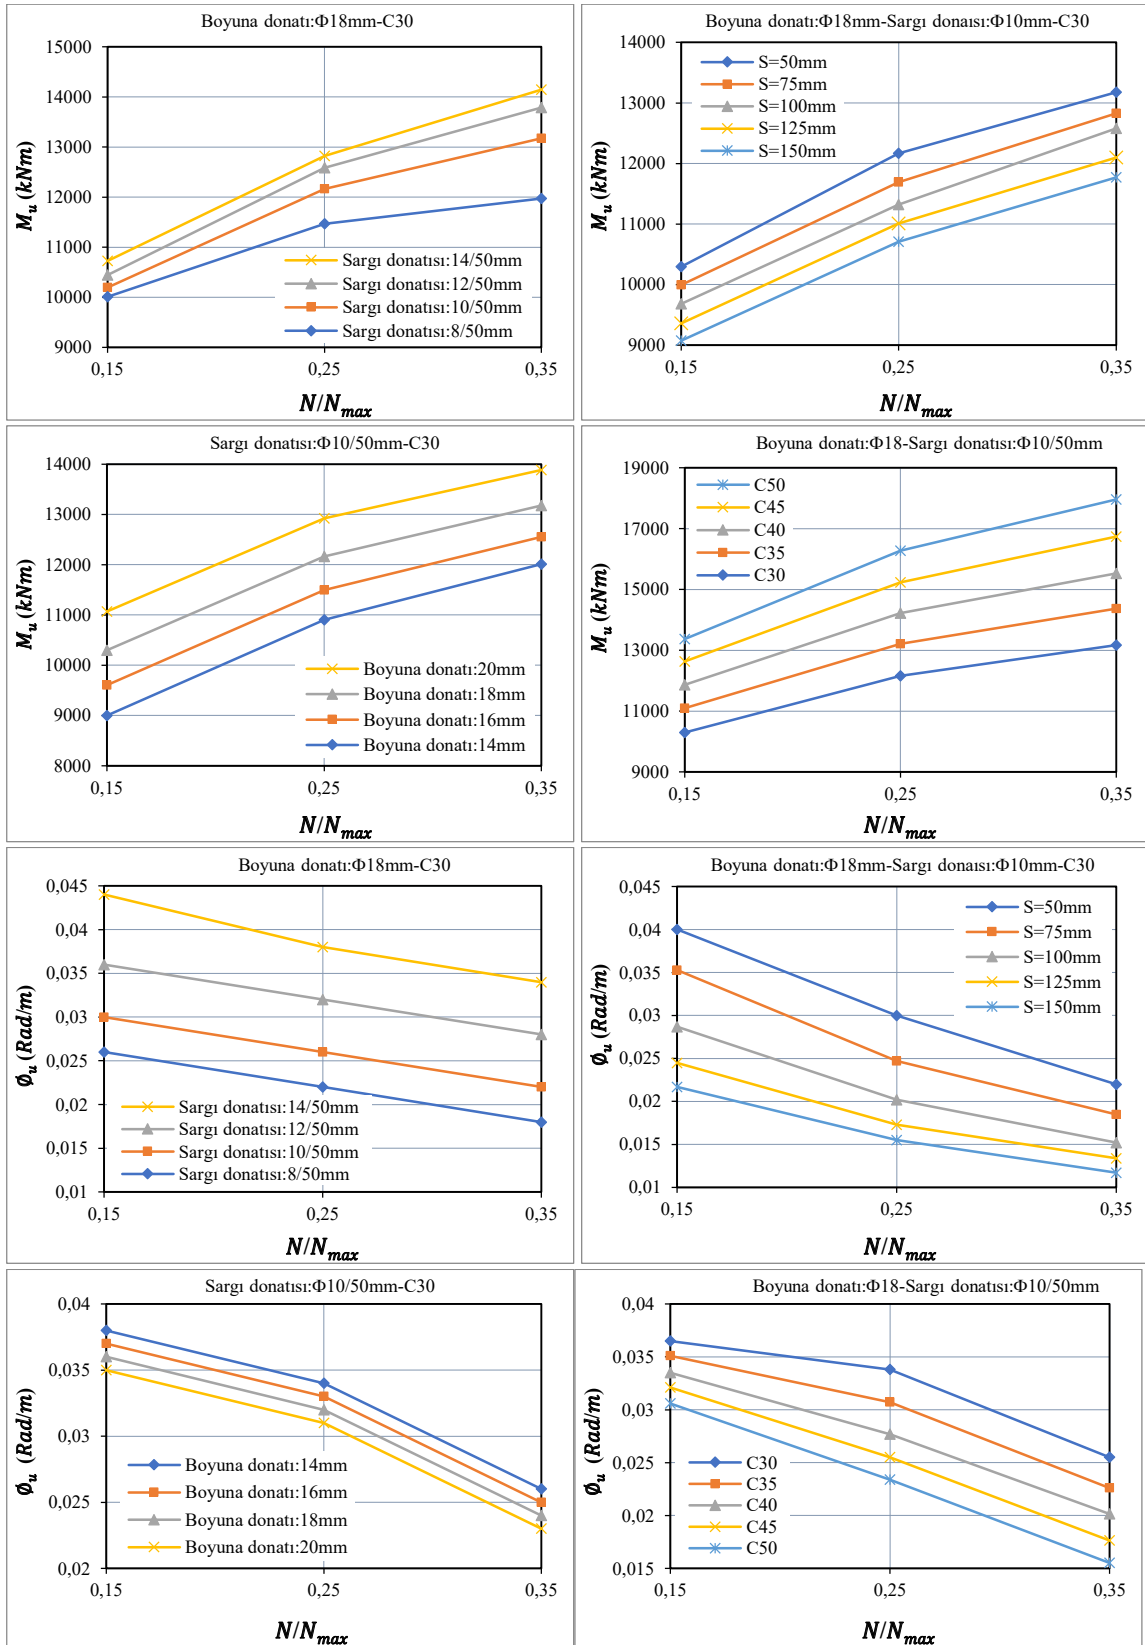 Boyuna donatı:Φ18mm-C30
15000
14000
13000
12000
11000
10000
9000
M_u (kNm)
Sargı donatısı:14/50mm
Sargı donatısı:12/50mm
Sargı donatısı:10/50mm
Sargı donatısı:8/50mm
0,15 0,25 0,35
N/N_max
Boyuna donatı:Φ18mm-Sargı donaısı:Φ10mm-C30
14000
13000
12000
11000
10000
9000
M_u (kNm)
S=50mm
S=75mm
S=100mm
S=125mm
S=150mm
0,15 0,25 0,35
N/N_max
Sargı donatısı:Φ10/50mm-C30
14000
13000
12000
11000
10000
9000
8000
M_u (kNm)
Boyuna donatı:20mm
Boyuna donatı:18mm
Boyuna donatı:16mm
Boyuna donatı:14mm
0,15 0,25 0,35
N/N_max
Boyuna donatı:Φ18-Sargı donatısı:Φ10/50mm
19000
17000
15000
13000
11000
9000
M_u (kNm)
C50
C45
C40
C35
C30
0,15 0,25 0,35
N/N_max
Boyuna donatı:Φ18mm-C30
0,045
0,04
0,035
0,03
0,025
0,02
0,015
0,01
Ø_u (Rad/m)
Sargı donatısı:14/50mm
Sargı donatısı:12/50mm
Sargı donatısı:10/50mm
Sargı donatısı:8/50mm
0,15 0,25 0,35
N/N_max
Boyuna donatı:Φ18mm-Sargı donaısı:Φ10mm-C30
0,045
0,04
0,035
0,03
0,025
0,02
0,015
0,01
Ø_u (Rad/m)
S=50mm
S=75mm
S=100mm
S=125mm
S=150mm
0,15 0,25 0,35
N/N_max
Sargı donatısı:Φ10/50mm-C30
0,04
0,035
0,03
0,025
0,02
Ø_u (Rad/m)
Boyuna donatı:14mm
Boyuna donatı:16mm
Boyuna donatı:18mm
Boyuna donatı:20mm
0,15 0,25 0,35
N/N_max
Boyuna donatı:Φ18-Sargı donatısı:Φ10/50mm
0,04
0,035
0,03
0,025
0,02
0,015
Ø_u (Rad/m)
C30
C35
C40
C45
C50
0,15 0,25 0,35
N/N_max